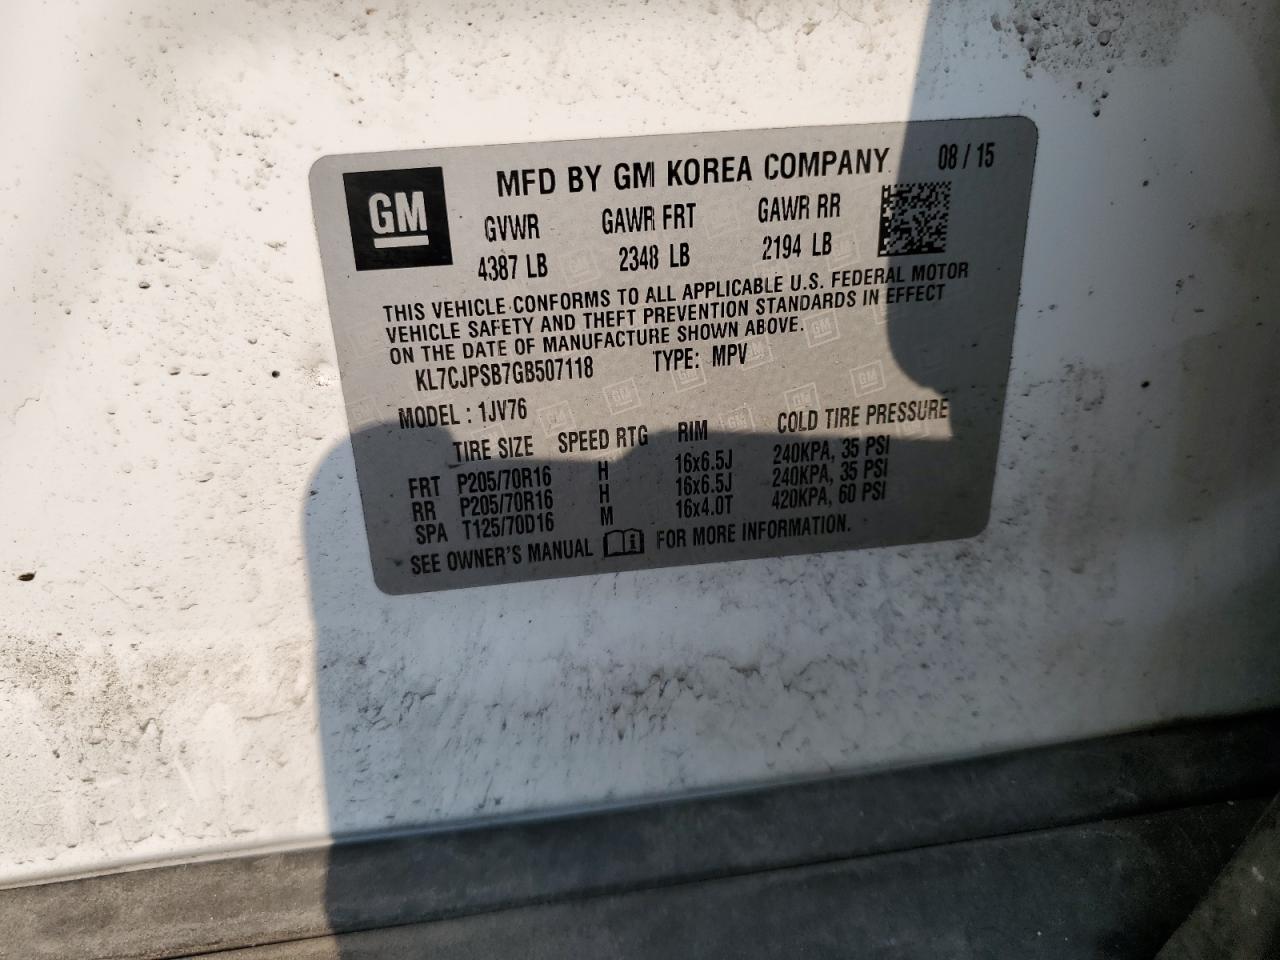 GM
MFD BY GM KOREA COMPANY 08 / 15
GVWR GAWR FRT GAWR RR
4387 LB 2348 LB 2194 LB
THIS VEHICLE CONFORMS TO ALL APPLICABLE U.S. FEDERAL MOTOR
VEHICLE SAFETY AND THEFT PREVENTION STANDARDS IN EFFECT
ON THE DATE OF MANUFACTURE SHOWN ABOVE.
KL7CJPSB7GB507118 TYPE: MPV
MODEL : 1JV76
TIRE SIZE SPEED RTG RIM COLD TIRE PRESSURE
FRT P205/70R16 H 16x6.5J 240KPA, 35 PSI
RR P205/70R16 H 16x6.5J 240KPA, 35 PSI
SPA T125/70D16 M 16x4.0T 420KPA, 60 PSI
SEE OWNER'S MANUAL FOR MORE INFORMATION.